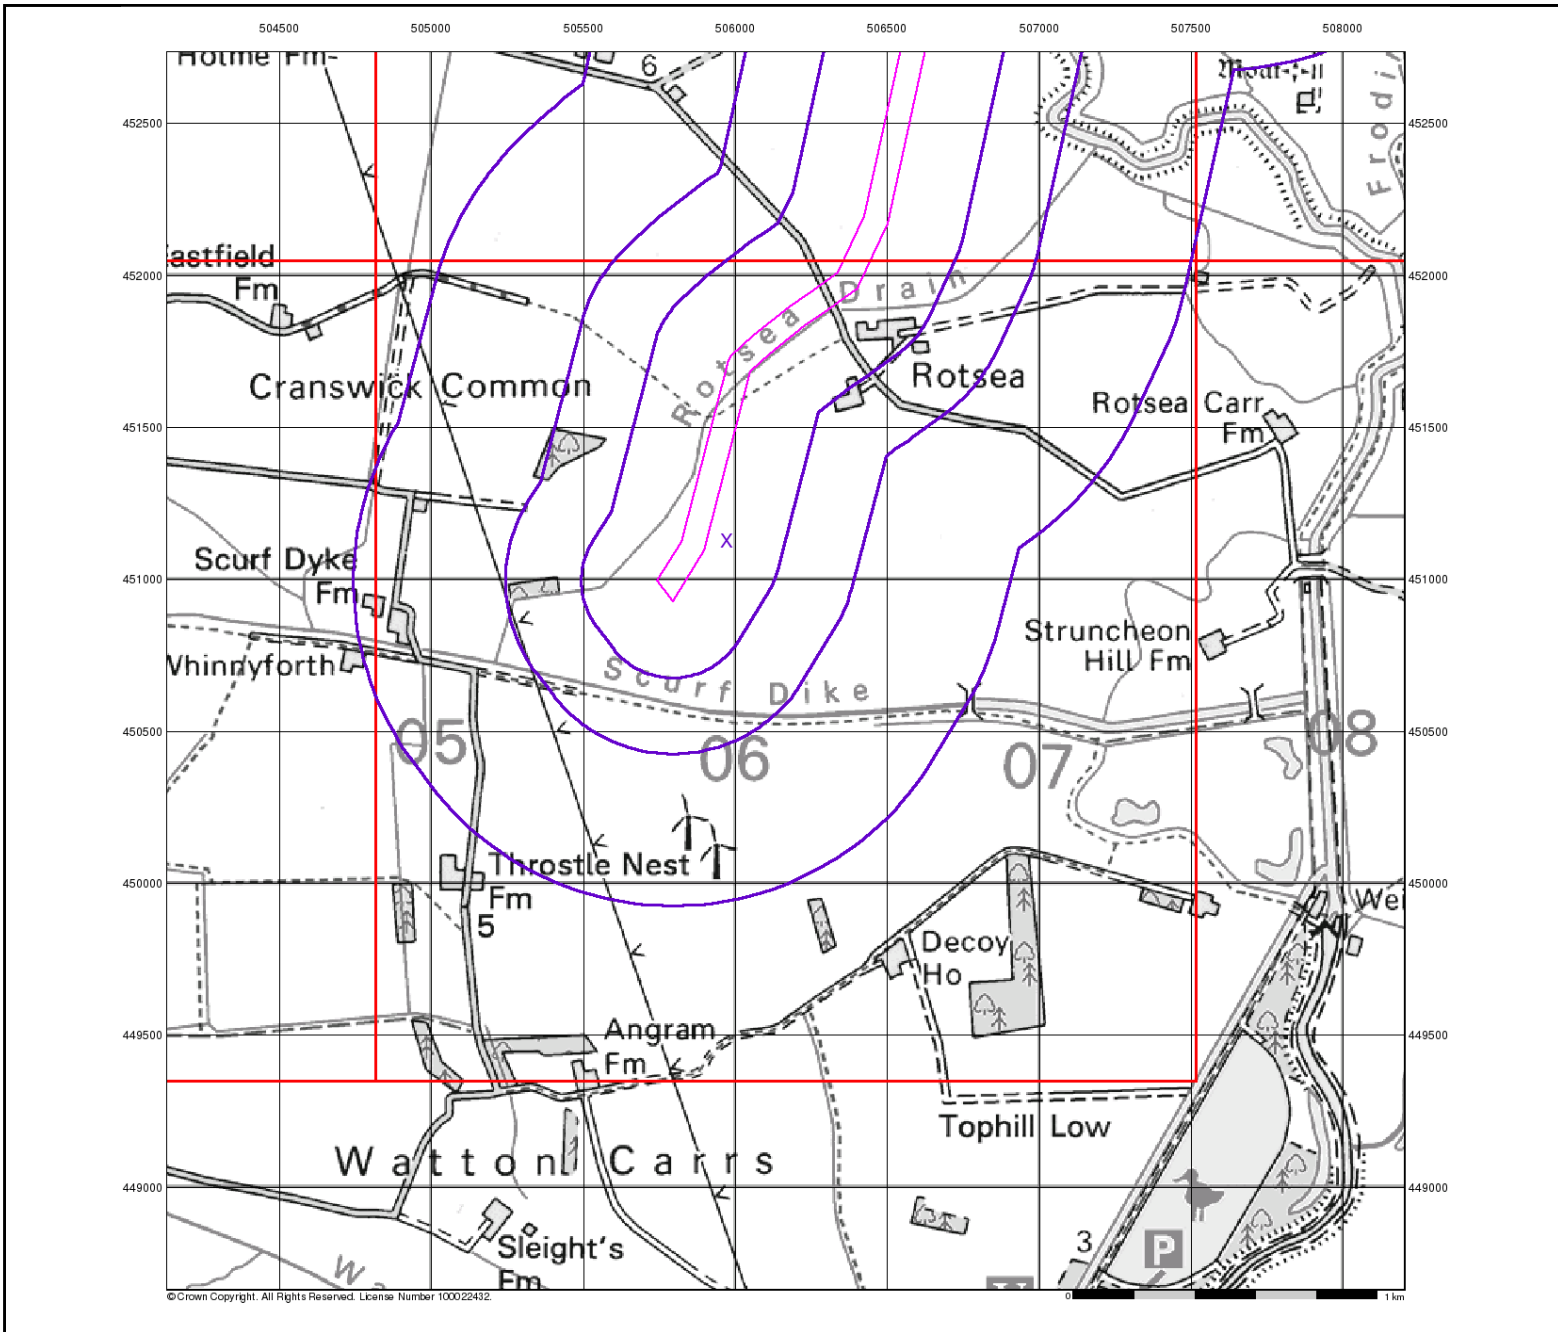 504500 505000 505500 506000 506500 507000 507500 508000
Holme Fm
6
Moat
452500 452500
Frodi
Eastfield
Fm
452000 452000
Rotsea Drain
Cranswick Common
Rotsea
Rotsea Carr
Fm
451500 451500
X
Scurf Dyke
Fm
451000 451000
Struncheon
Hill Fm
Whinnyforth
Scurf Dike
450500 450500
05 06 07 08
Throstle Nest
Fm
5
450000 450000
Wei
Decoy
Ho
449500 449500
Angram
Fm
Tophill Low
Watton Carrs
449000 449000
Sleight's
Fm
W
3
P
© Crown Copyright. All Rights Reserved. License Number 100022432.
0 1 km